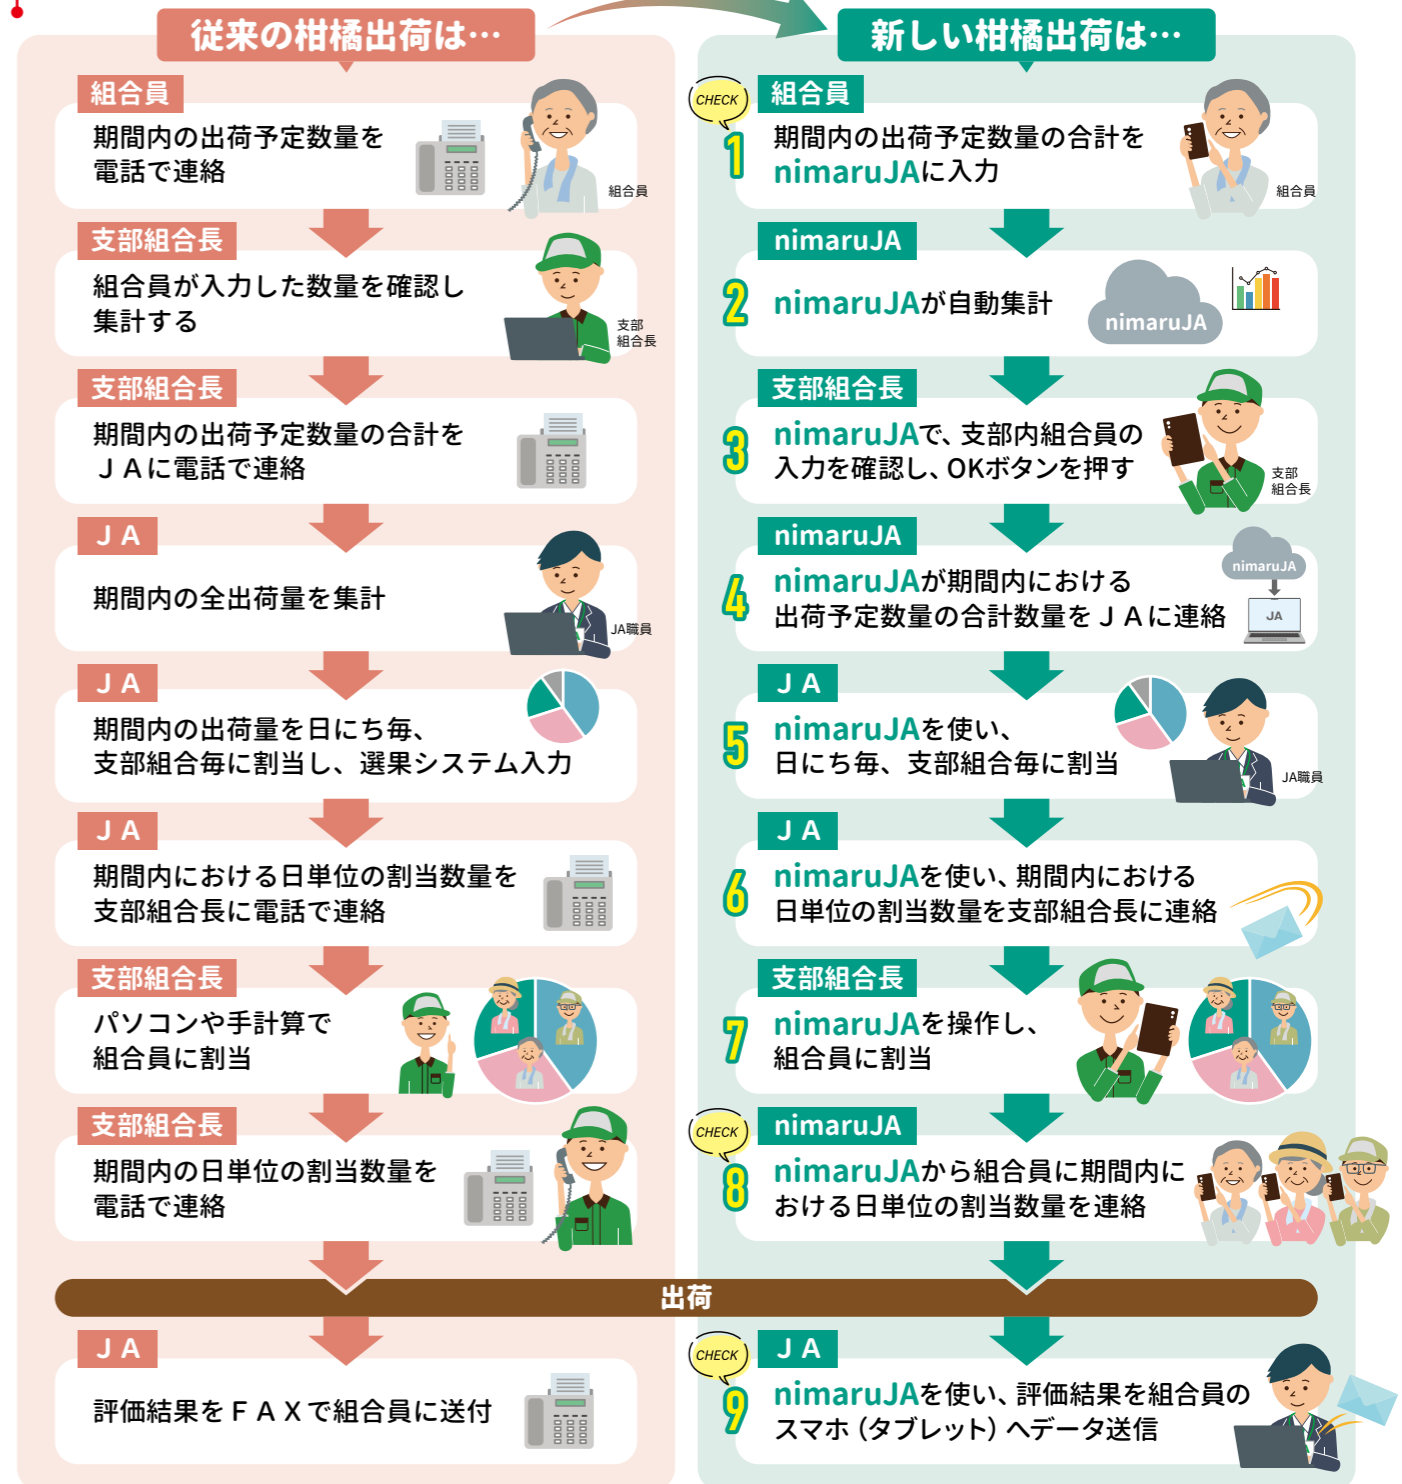 従来の柑橘出荷は…
組合員
期間内の出荷予定数量を
電話で連絡
組合員
支部組合長
組合員が入力した数量を確認し
集計する
支部
組合長
支部組合長
期間内の出荷予定数量の合計を
ＪＡに電話で連絡
ＪＡ
期間内の全出荷量を集計
JA職員
ＪＡ
期間内の出荷量を日にち毎、
支部組合毎に割当し、選果システム入力
ＪＡ
期間内における日単位の割当数量を
支部組合長に電話で連絡
支部組合長
パソコンや手計算で
組合員に割当
支部組合長
期間内の日単位の割当数量を
電話で連絡
新しい柑橘出荷は…
CHECK
1
組合員
期間内の出荷予定数量の合計を
nimaruJAに入力
組合員
2
nimaruJA
nimaruJAが自動集計
nimaruJA
3
支部組合長
nimaruJAで、支部内組合員の
入力を確認し、OKボタンを押す
支部
組合長
4
nimaruJA
nimaruJAが期間内における
出荷予定数量の合計数量をＪＡに連絡
nimaruJA
JA
5
ＪＡ
nimaruJAを使い、
日にち毎、支部組合毎に割当
JA職員
6
ＪＡ
nimaruJAを使い、期間内における
日単位の割当数量を支部組合長に連絡
7
支部組合長
nimaruJAを操作し、
組合員に割当
CHECK
8
nimaruJA
nimaruJAから組合員に期間内に
おける日単位の割当数量を連絡
出荷
ＪＡ
評価結果をＦＡＸで組合員に送付
CHECK
9
ＪＡ
nimaruJAを使い、評価結果を組合員の
スマホ（タブレット）へデータ送信